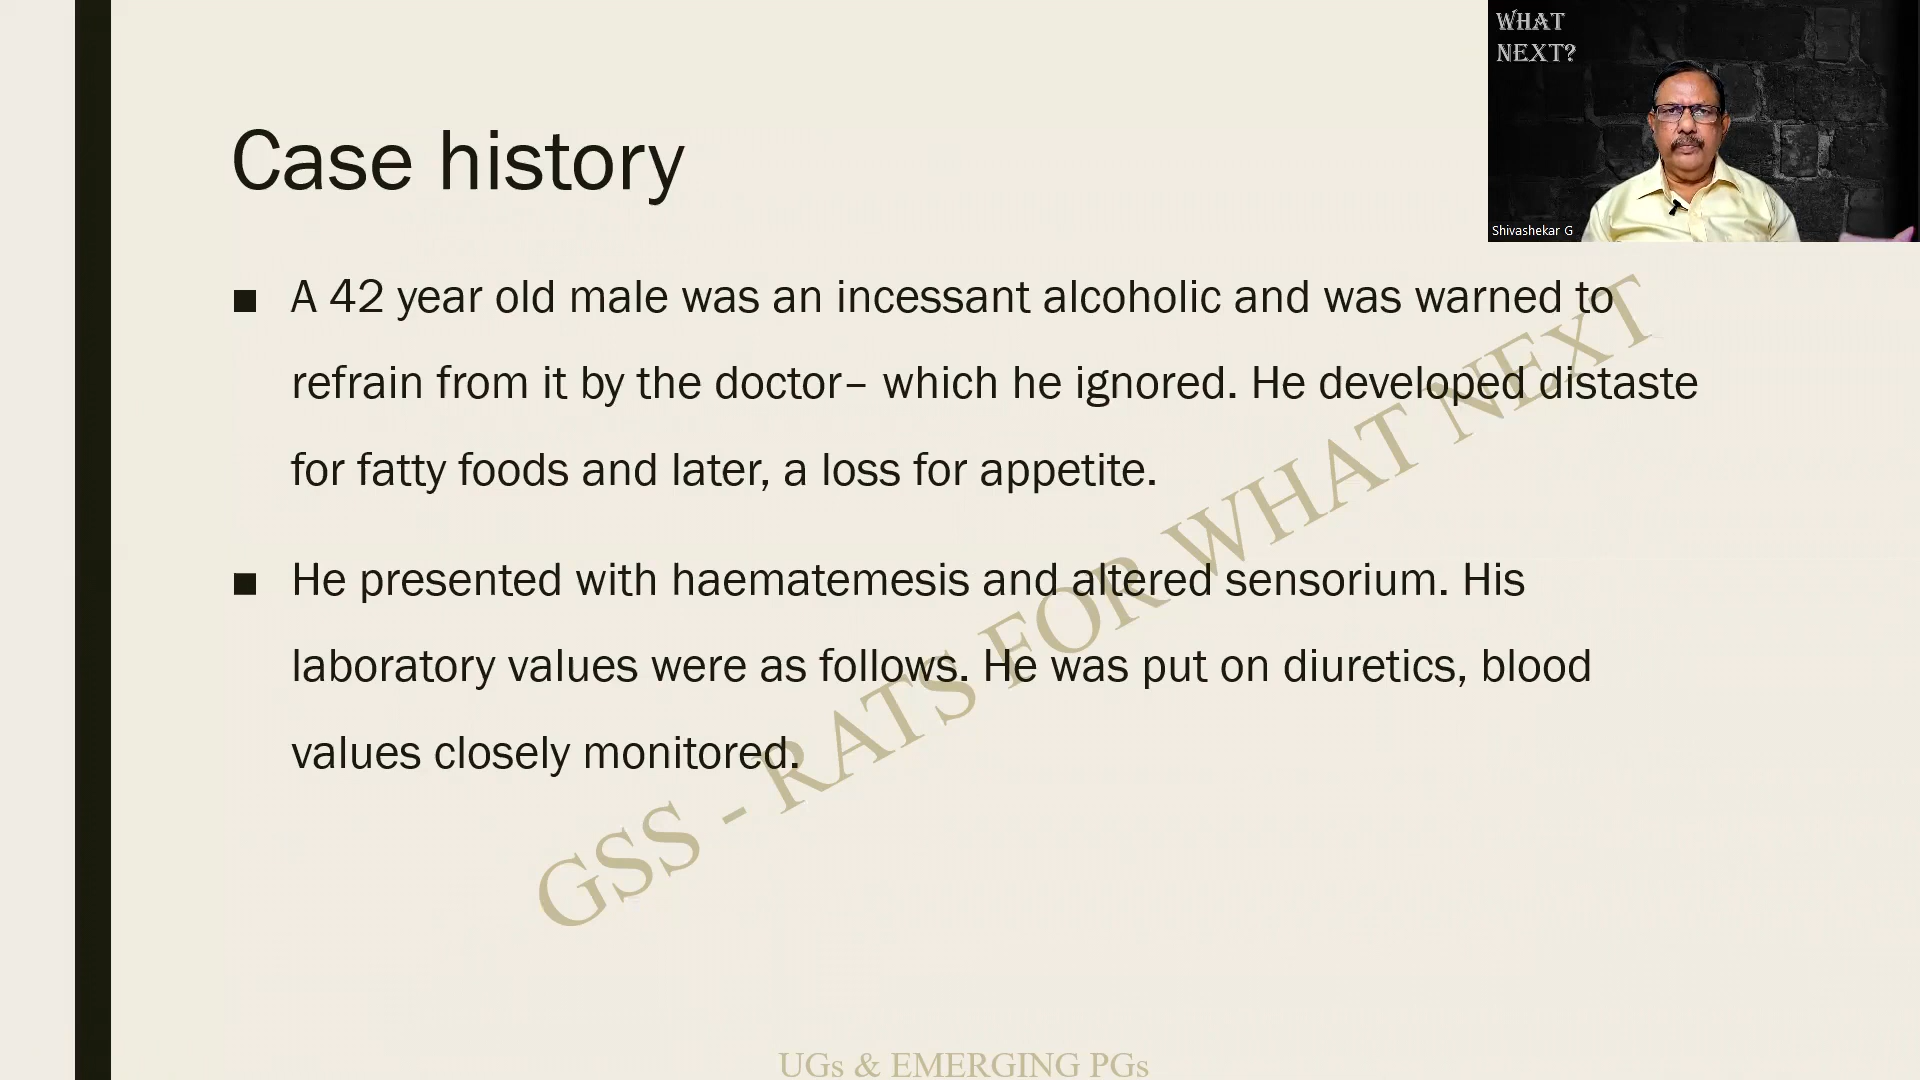 WHAT
NEXT?
Shivashekar G
Case history
■ A 42 year old male was an incessant alcoholic and was warned to
refrain from it by the doctor– which he ignored. He developed distaste
for fatty foods and later, a loss for appetite.
■ He presented with haematemesis and altered sensorium. His
laboratory values were as follows. He was put on diuretics, blood
values closely monitored.
GSS - RATS FOR WHAT NEXT
UGs & EMERGING PGs